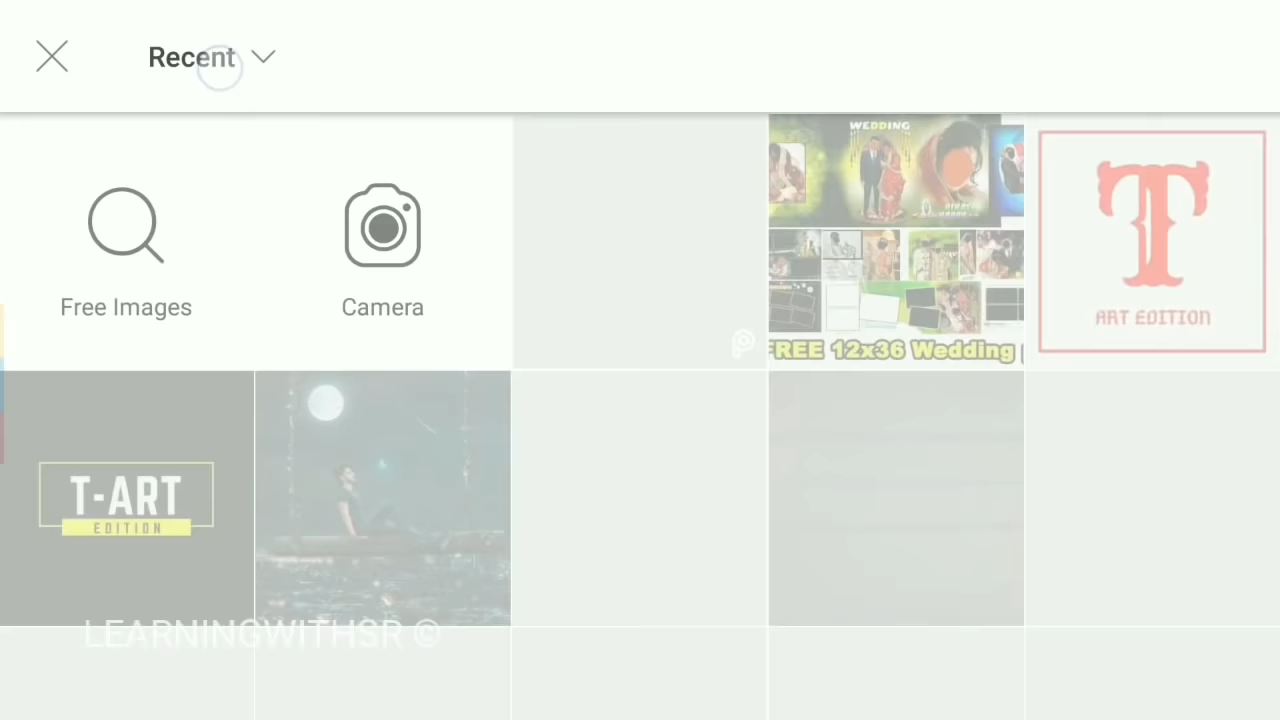 Recent
Free Images
Camera
WEDDING
FREE 12x36 Wedding
T
ART EDITION
T-ART
EDITION
LEARNINGWITHSR ©